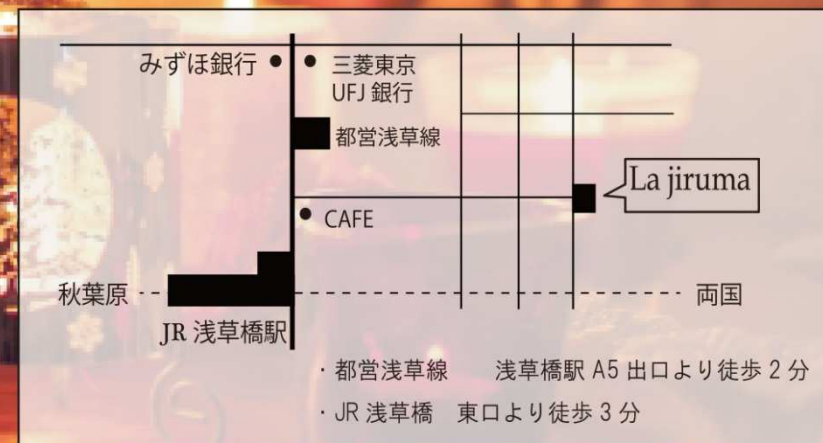 みずほ銀行
三菱東京
UFJ 銀行
都営浅草線
La jiruma
CAFE
秋葉原
両国
JR 浅草橋駅
・都営浅草線　浅草橋駅 A5 出口より徒歩 2 分
・JR 浅草橋　東口より徒歩 3 分